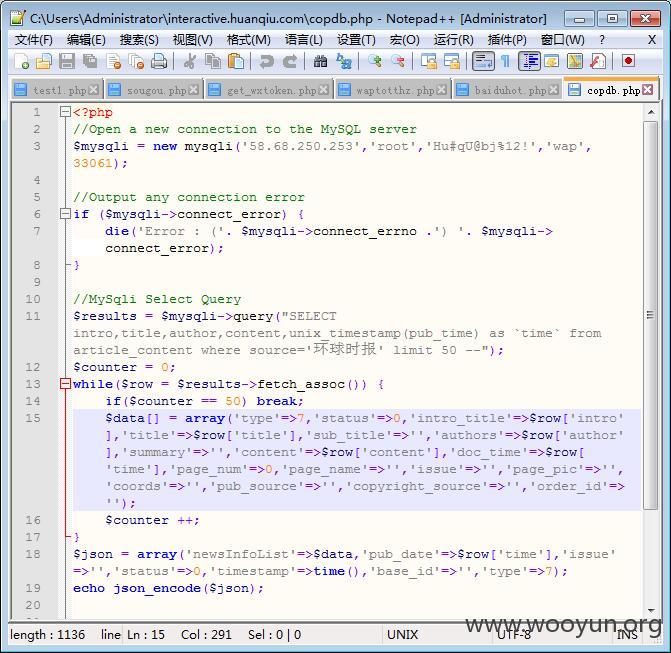 C:\Users\Administrator\interactive.huanqiu.com\copdb.php - Notepad++ [Administrator]
文件(F) 编辑(E) 搜索(S) 视图(V) 格式(M) 语言(L) 设置(T) 宏(O) 运行(R) 插件(P) 窗口(W) ? X
test1.php sougou.php get_wxtoken.php waptotthz.php baiduhot.php copdb.php
1 <?php
2 //Open a new connection to the MySQL server
3 $mysqli = new mysqli('58.68.250.253','root','Hu#qU@bj%12!','wap',
33061);
4
5 //Output any connection error
6 if ($mysqli->connect_error) {
7 die('Error : ('. $mysqli->connect_errno .') '. $mysqli->
connect_error);
8 }
9
10 //MySqli Select Query
11 $results = $mysqli->query("SELECT
intro,title,author,content,unix_timestamp(pub_time) as `time` from
article_content where source='环球时报' limit 50 --");
12 $counter = 0;
13 while($row = $results->fetch_assoc()) {
14 if($counter == 50) break;
15 $data[] = array('type'=>7,'status'=>0,'intro_title'=>$row['intro'
],'title'=>$row['title'],'sub_title'=>'','authors'=>$row['author'
],'summary'=>'','content'=>$row['content'],'doc_time'=>$row[
'time'],'page_num'=>0,'page_name'=>'','issue'=>'','page_pic'=>'',
'coords'=>'','pub_source'=>'','copyright_source'=>'','order_id'=>
'');
16 $counter ++;
17 }
18 $json = array('newsInfoList'=>$data,'pub_date'=>$row['time'],'issue'
=>'','status'=>0,'timestamp'=>time(),'base_id'=>'','type'=>7);
19 echo json_encode($json);
20
www.wooyun.org
length : 1136 line Ln : 15 Col : 291 Sel : 0 | 0 UNIX UTF-8 INS